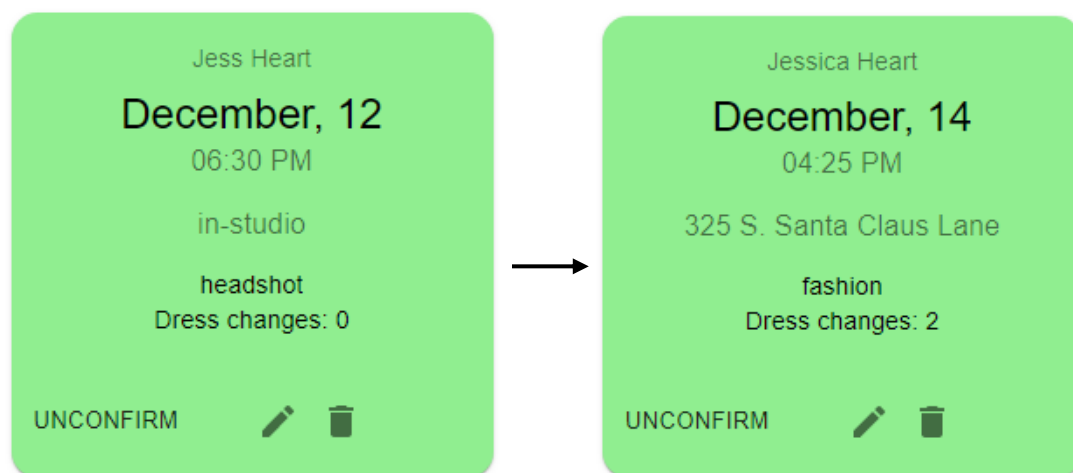 Jess Heart
December, 12
06:30 PM
in-studio
headshot
Dress changes: 0
UNCONFIRM
Jessica Heart
December, 14
04:25 PM
325 S. Santa Claus Lane
fashion
Dress changes: 2
UNCONFIRM